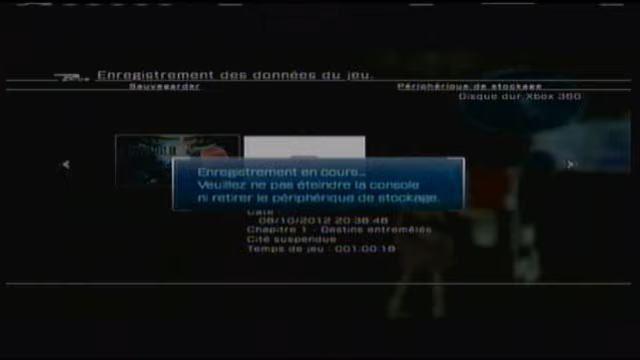 Enregistrement des données du jeu.
Sauvegarder
Périphérique de stockage
Disque dur Xbox 360
Enregistrement en cours...
Veuillez ne pas éteindre la console
ni retirer le périphérique de stockage.
Date
08/10/2012 20:38:48
Chapitre 1 - Destins entremêlés
Cité suspendue
Temps de jeu : 001:00:18